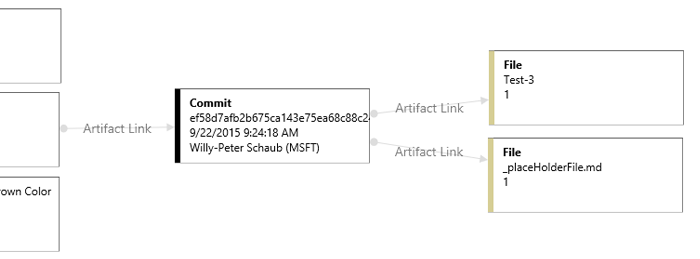 own Color
Artifact Link
Commit
ef58d7afb2b675ca143e75ea68c88c2
9/22/2015 9:24:18 AM
Willy-Peter Schaub (MSFT)
Artifact Link
File
Test-3
1
Artifact Link
File
_placeHolderFile.md
1